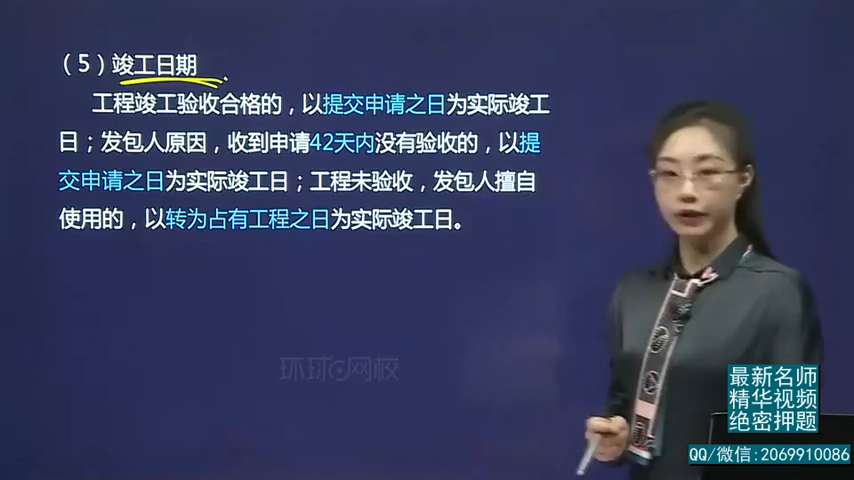 （5）竣工日期
工程竣工验收合格的，以提交申请之日为实际竣工
日；发包人原因，收到申请42天内没有验收的，以提
交申请之日为实际竣工日；工程未验收，发包人擅自
使用的，以转为占有工程之日为实际竣工日。
环球网校
最新名师
精华视频
绝密押题
QQ/微信:2069910086